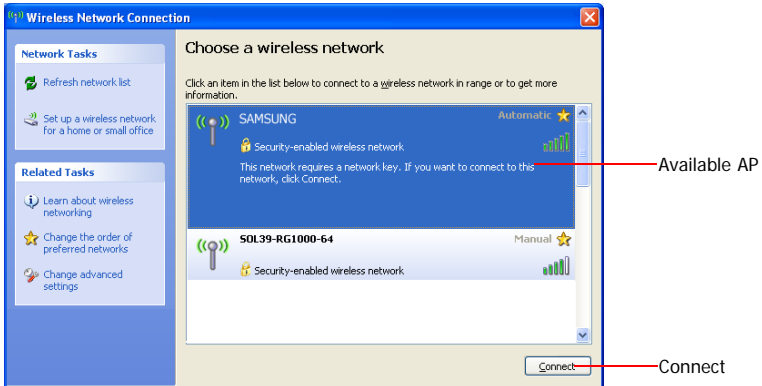 Wireless Network Connection
Network Tasks
Refresh network list
Set up a wireless network
for a home or small office
Related Tasks
Learn about wireless
networking
Change the order of
preferred networks
Change advanced
settings
Choose a wireless network
Click an item in the list below to connect to a wireless network in range or to get more
information.
SAMSUNG
Automatic
Security-enabled wireless network
This network requires a network key. If you want to connect to this
network, click Connect.
SOL39-RG1000-64
Manual
Security-enabled wireless network
Connect
Available AP
Connect